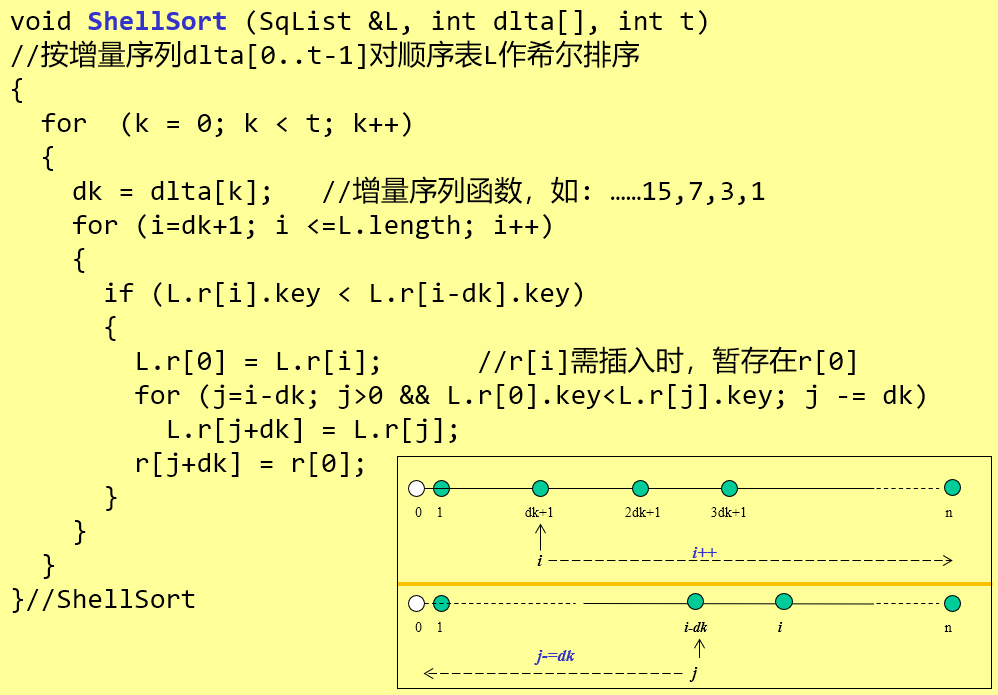 void ShellSort (SqList &L, int dlta[], int t)
//按增量序列dlta[0..t-1]对顺序表L作希尔排序
{
for (k = 0; k < t; k++)
{
dk = dlta[k]; //增量序列函数，如: ……15,7,3,1
for (i=dk+1; i <=L.length; i++)
{
if (L.r[i].key < L.r[i-dk].key)
{
L.r[0] = L.r[i]; //r[i]需插入时，暂存在r[0]
for (j=i-dk; j>0 && L.r[0].key<L.r[j].key; j -= dk)
L.r[j+dk] = L.r[j];
r[j+dk] = r[0];
}
}
}
}//ShellSort
0 1 dk+1 2dk+1 3dk+1 n
i i++
0 1 i-dk i n
j-=dk
j